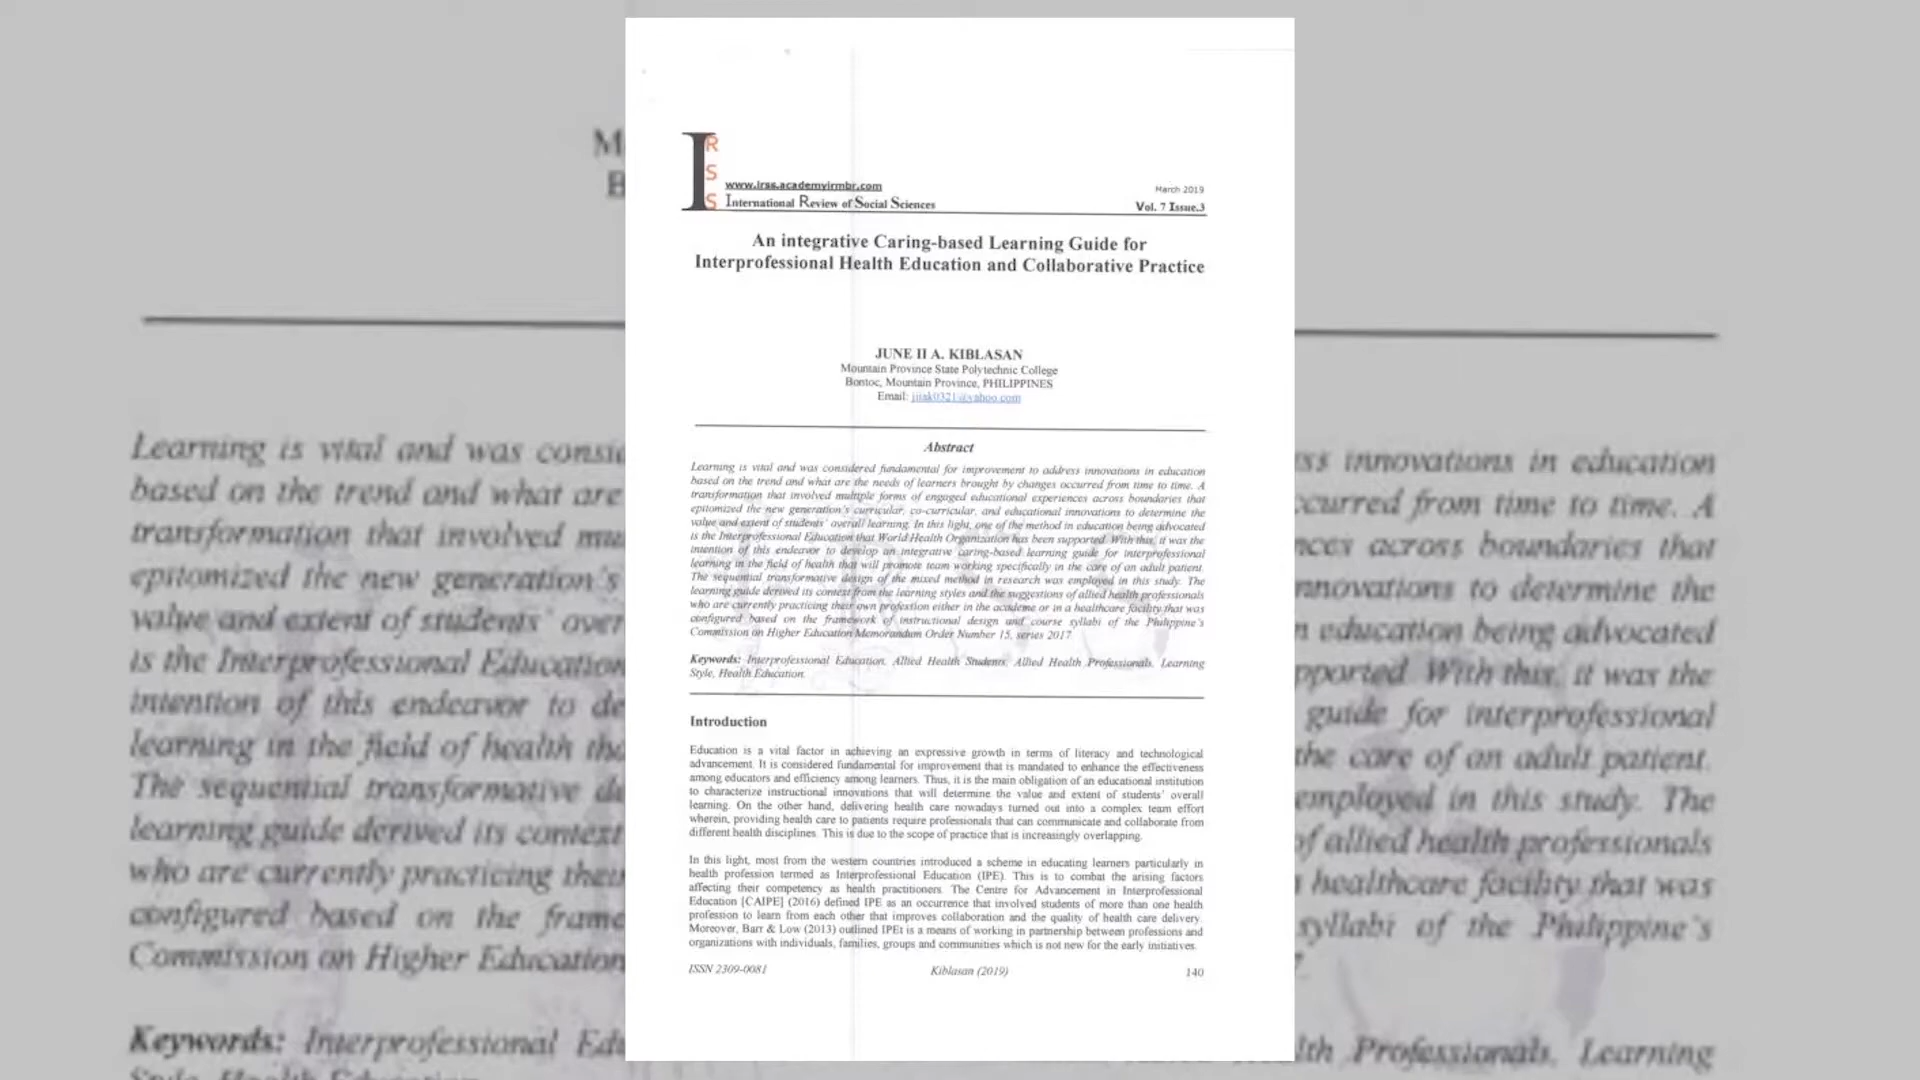 I
R
S
S
www.irss.academyirmbr.com
March 2019
International Review of Social Sciences
Vol. 7 Issue.3
An integrative Caring-based Learning Guide for
Interprofessional Health Education and Collaborative Practice
JUNE II A. KIBLASAN
Mountain Province State Polytechnic College
Bontoc, Mountain Province, PHILIPPINES
Email: jiiak0321@yahoo.com
Abstract
Learning is vital and was considered fundamental for improvement to address innovations in education
based on the trend and what are the needs of learners brought by changes occurred from time to time. A
transformation that involved multiple forms of engaged educational experiences across boundaries that
epitomized the new generation's curricular, co-curricular, and educational innovations to determine the
value and extent of students' overall learning. In this light, one of the method in education being advocated
is the Interprofessional Education that World Health Organization has been supported. With this, it was the
intention of this endeavor to develop an integrative caring-based learning guide for interprofessional
learning in the field of health that will promote team working specifically in the care of an adult patient.
The sequential transformative design of the mixed method in research was employed in this study. The
learning guide derived its context from the learning styles and the suggestions of allied health professionals
who are currently practicing their own profession either in the academe or in a healthcare facility that was
configured based on the framework of instructional design and course syllabi of the Philippine's
Commission on Higher Education Memorandum Order Number 15, series 2017
Keywords: Interprofessional Education, Allied Health Students, Allied Health Professionals, Learning
Style, Health Education.
Introduction
Education is a vital factor in achieving an expressive growth in terms of literacy and technological
advancement. It is considered fundamental for improvement that is mandated to enhance the effectiveness
among educators and efficiency among learners. Thus, it is the main obligation of an educational institution
to characterize instructional innovations that will determine the value and extent of students' overall
learning. On the other hand, delivering health care nowadays turned out into a complex team effort
wherein, providing health care to patients require professionals that can communicate and collaborate from
different health disciplines. This is due to the scope of practice that is increasingly overlapping.
In this light, most from the western countries introduced a scheme in educating learners particularly in
health profession termed as Interprofessional Education (IPE). This is to combat the arising factors
affecting their competency as health practitioners. The Centre for Advancement in Interprofessional
Education [CAIPE] (2016) defined IPE as an occurrence that involved students of more than one health
profession to learn from each other that improves collaboration and the quality of health care delivery.
Moreover, Barr & Low (2013) outlined IPEt is a means of working in partnership between professions and
organizations with individuals, families, groups and communities which is not new for the early initiatives.
ISSN 2309-0081
Kiblasan (2019)
140